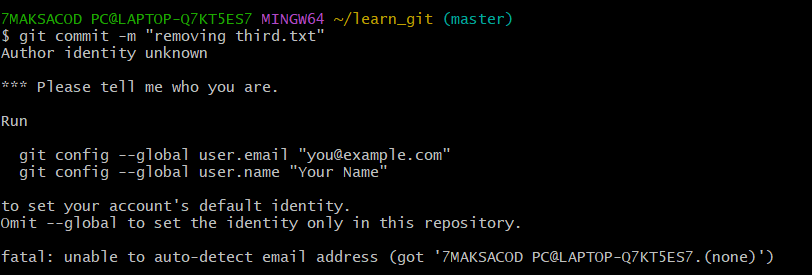 7MAKSACOD PC@LAPTOP-Q7KT5ES7 MINGW64 ~/learn_git (master)
$ git commit -m "removing third.txt"
Author identity unknown
*** Please tell me who you are.
Run
git config --global user.email "you@example.com"
git config --global user.name "Your Name"
to set your account's default identity.
Omit --global to set the identity only in this repository.
fatal: unable to auto-detect email address (got '7MAKSACOD PC@LAPTOP-Q7KT5ES7.(none)')